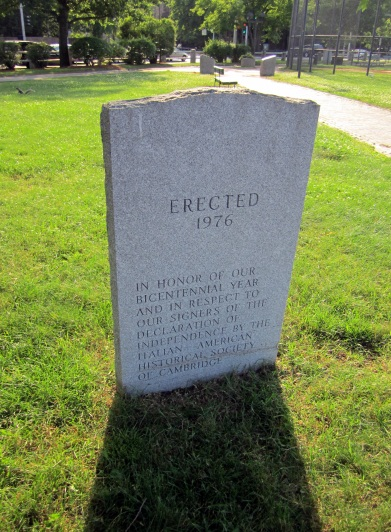 ERECTED
1976
IN HONOR OF OUR
BICENTENNIAL YEAR
AND IN RESPECT TO
OUR SIGNERS OF THE
DECLARATION OF
INDEPENDENCE BY THE
ITALIAN - AMERICAN
HISTORICAL SOCIETY
OF CAMBRIDGE